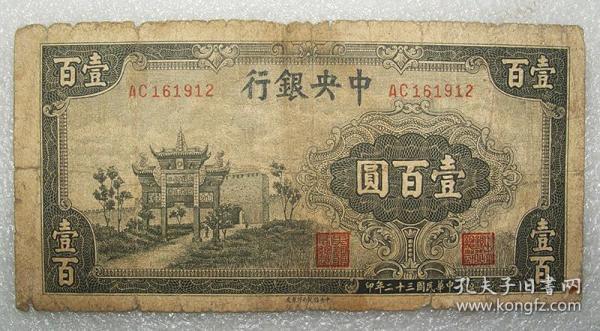 中央銀行
AC161912
AC161912
壹百
壹百
壹百圓
壹百
壹百
中華民國三十二年印
孔夫子旧书网
www.kongfz.com